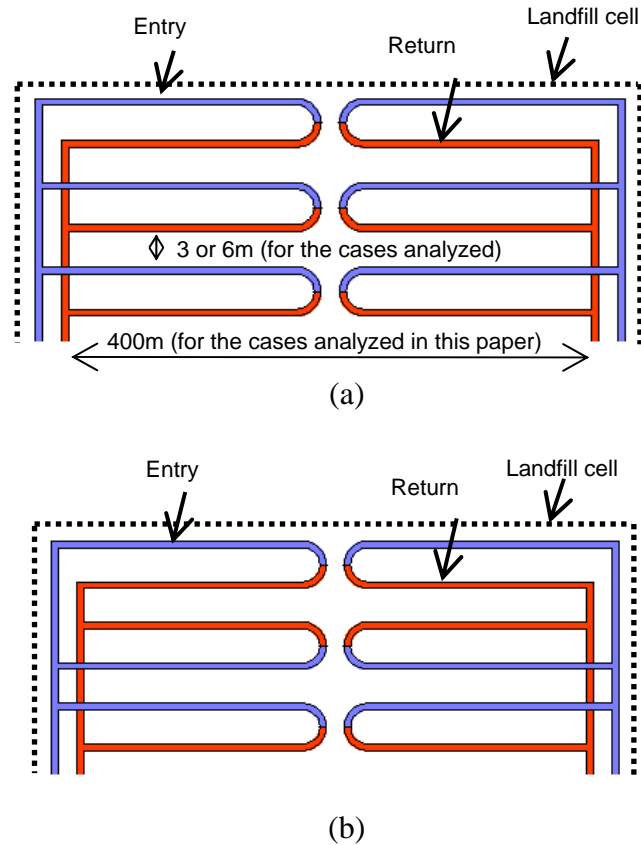 Entry
Return
Landfill cell
3 or 6m (for the cases analyzed)
400m (for the cases analyzed in this paper)
(a)
Entry
Return
Landfill cell
(b)